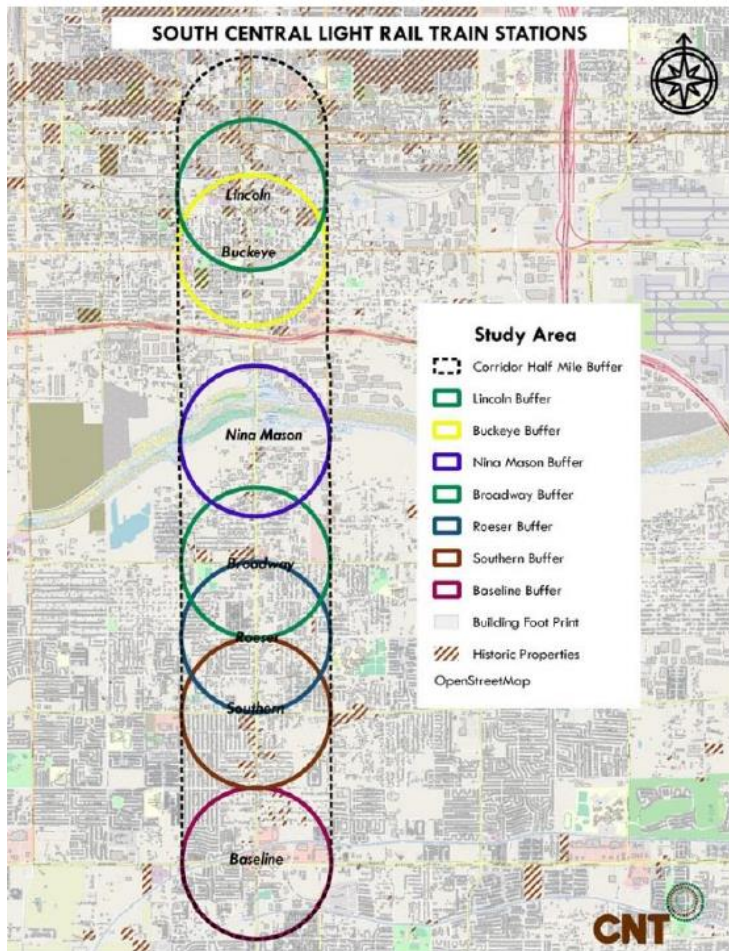 SOUTH CENTRAL LIGHT RAIL TRAIN STATIONS
Lincoln
Buckeye
Nina Mason
Broadway
Roeser
Southern
Baseline
Study Area
Corridor Half Mile Buffer
Lincoln Buffer
Buckeye Buffer
Nina Mason Buffer
Broadway Buffer
Roeser Buffer
Southern Buffer
Baseline Buffer
Building Foot Print
Historic Properties
OpenStreetMap
CNT